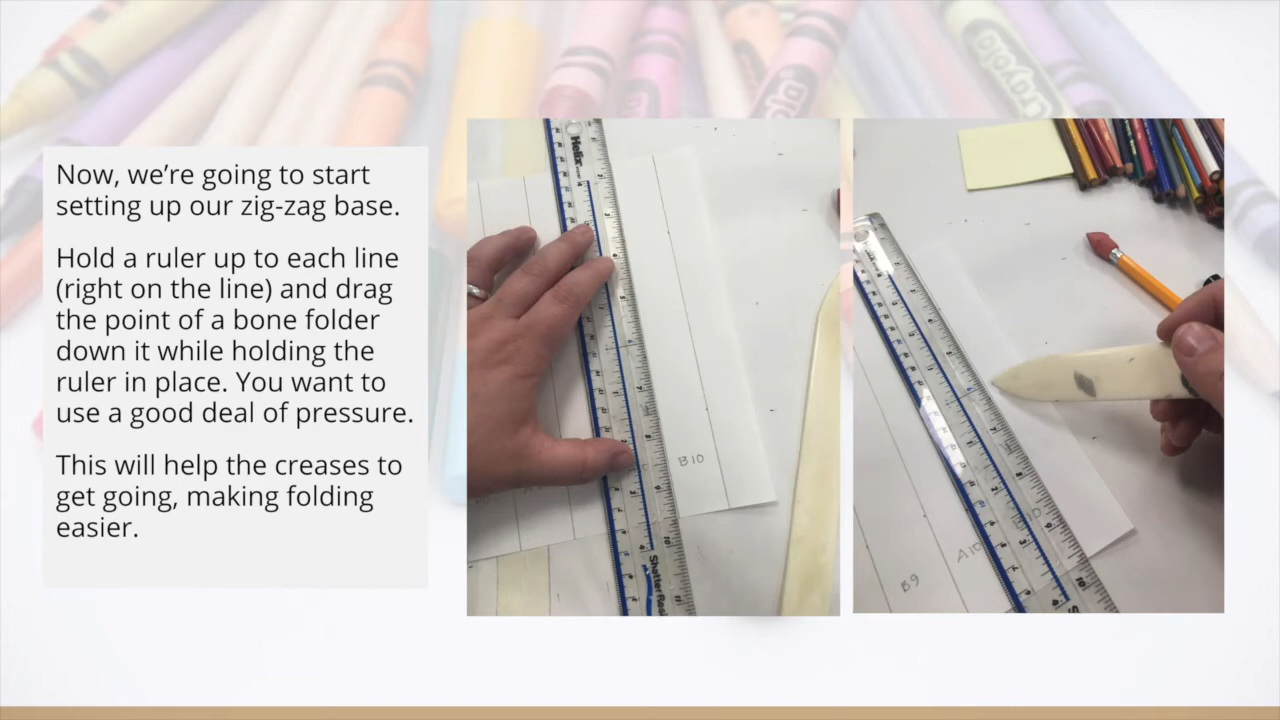 Now, we’re going to start
setting up our zig-zag base.
Hold a ruler up to each line
(right on the line) and drag
the point of a bone folder
down it while holding the
ruler in place. You want to
use a good deal of pressure.
This will help the creases to
get going, making folding
easier.
Crayola
Helix
B10
A10
B9